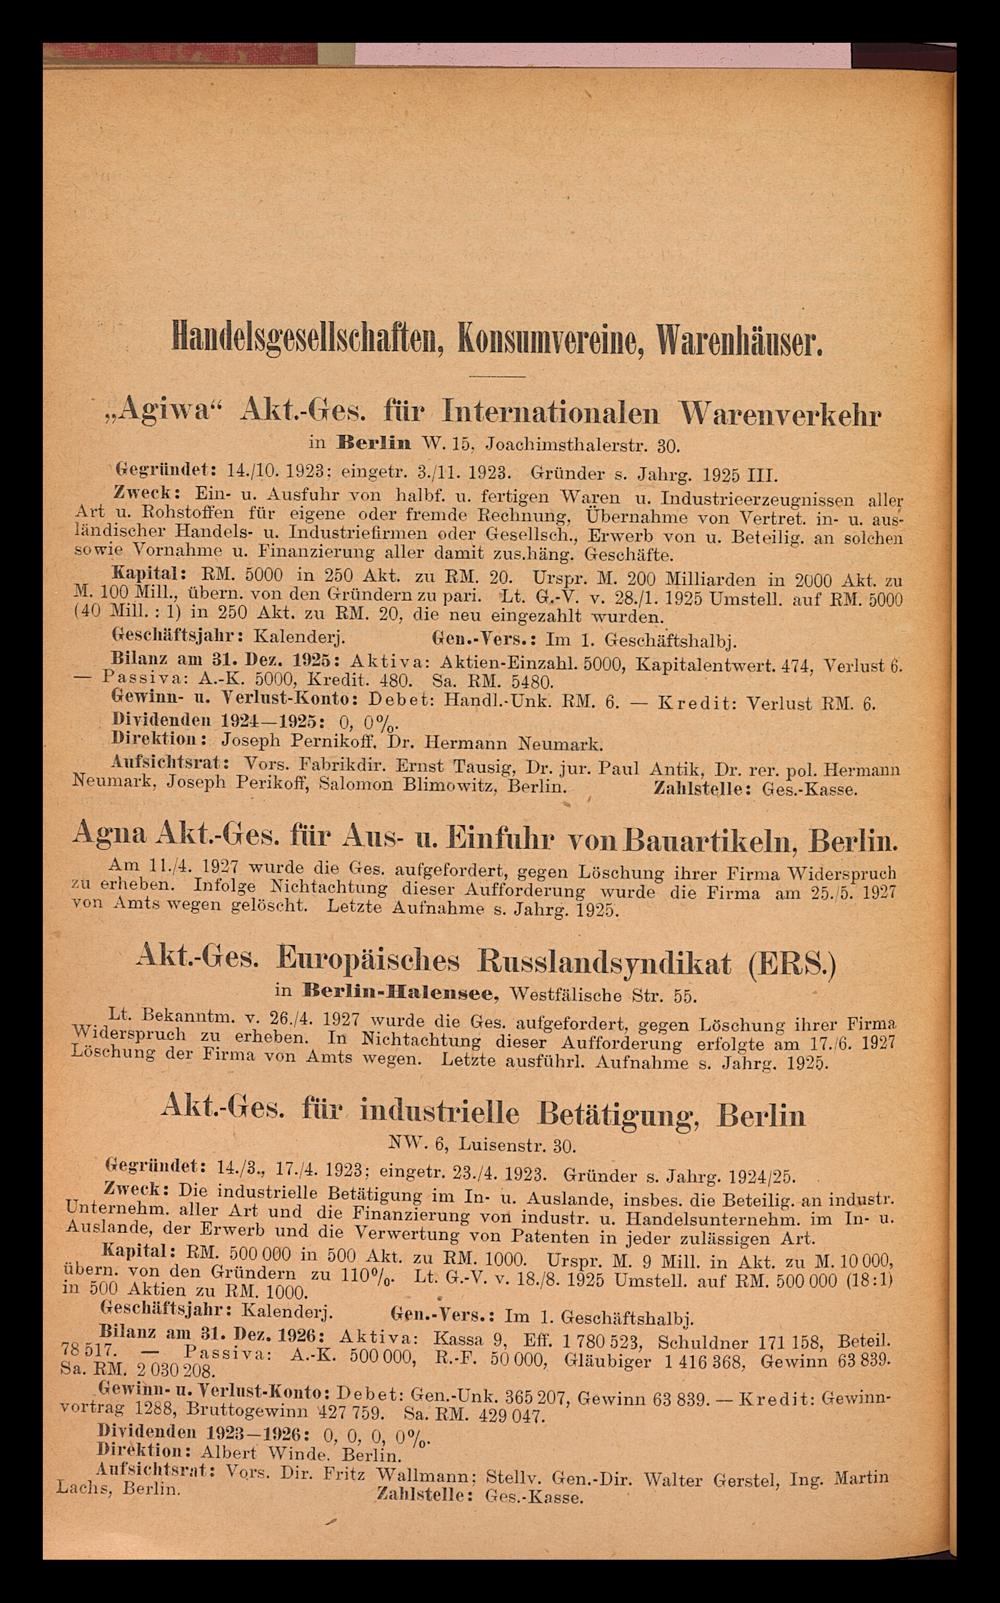 Handelsgesellschaften, Konsumvereine, Warenhäuser.
„Agiwa“ Akt.-Ges. für Internationalen Warenverkehr
in Berlin W. 15, Joachimsthalerstr. 30.
Gegründet: 14./10. 1923; eingetr. 3./11. 1923. Gründer s. Jahrg. 1925 III.
Zweck: Ein- u. Ausfuhr von halbf. u. fertigen Waren u. Industrieerzeugnissen aller
Art u. Rohstoffen für eigene oder fremde Rechnung, Übernahme von Vertret. in- u. aus-
ländischer Handels- u. Industriefirmen oder Gesellsch., Erwerb von u. Beteilig. an solchen
sowie Vornahme u. Finanzierung aller damit zus.häng. Geschäfte.
Kapital: RM. 5000 in 250 Akt. zu RM. 20. Urspr. M. 200 Milliarden in 2000 Akt. zu
M. 100 Mill., übern. von den Gründern zu pari. Lt. G.-V. v. 28./1. 1925 Umstell. auf RM. 5000
(40 Mill. : 1) in 250 Akt. zu RM. 20, die neu eingezahlt wurden.
Geschäftsjahr: Kalenderj. Gen.-Vers.: Im 1. Geschäftshalbj.
Bilanz am 31. Dez. 1925: Aktiva: Aktien-Einzahl. 5000, Kapitalentwert. 474, Verlust 6.
— Passiva: A.-K. 5000, Kredit. 480. Sa. RM. 5480.
Gewinn- u. Verlust-Konto: Debet: Handl.-Unk. RM. 6. — Kredit: Verlust RM. 6.
Dividenden 1924—1925: 0, 0%.
Direktion: Joseph Pernikoff, Dr. Hermann Neumark.
Aufsichtsrat: Vors. Fabrikdir. Ernst Tausig, Dr. jur. Paul Antik, Dr. rer. pol. Hermann
Neumark, Joseph Perikoff, Salomon Blimowitz, Berlin. Zahlstelle: Ges.-Kasse.
Agna Akt.-Ges. für Aus- u. Einfuhr von Bauartikeln, Berlin.
Am 11./4. 1927 wurde die Ges. aufgefordert, gegen Löschung ihrer Firma Widerspruch
zu erheben. Infolge Nichtachtung dieser Aufforderung wurde die Firma am 25./5. 1927
von Amts wegen gelöscht. Letzte Aufnahme s. Jahrg. 1925.
Akt.-Ges. Europäisches Russlandsyndikat (ERS.)
in Berlin-Halensee, Westfälische Str. 55.
Lt. Bekanntm. v. 26./4. 1927 wurde die Ges. aufgefordert, gegen Löschung ihrer Firma
Widerspruch zu erheben. In Nichtachtung dieser Aufforderung erfolgte am 17./6. 1927
Löschung der Firma von Amts wegen. Letzte ausführl. Aufnahme s. Jahrg. 1925.
Akt.-Ges. für industrielle Betätigung, Berlin
NW. 6, Luisenstr. 30.
Gegründet: 14./3., 17./4. 1923; eingetr. 23./4. 1923. Gründer s. Jahrg. 1924/25.
Zweck: Die industrielle Betätigung im In- u. Auslande, insbes. die Beteilig. an industr.
Unternehm. aller Art und die Finanzierung von industr. u. Handelsunternehm. im In- u.
Auslande, der Erwerb und die Verwertung von Patenten in jeder zulässigen Art.
Kapital: RM. 500 000 in 500 Akt. zu RM. 1000. Urspr. M. 9 Mill. in Akt. zu M. 10 000,
übern. von den Gründern zu 110%. Lt. G.-V. v. 18./8. 1925 Umstell. auf RM. 500 000 (18:1)
in 500 Aktien zu RM. 1000.
Geschäftsjahr: Kalenderj. Gen.-Vers.: Im 1. Geschäftshalbj.
Bilanz am 31. Dez. 1926: Aktiva: Kassa 9, Eff. 1 780 523, Schuldner 171 158, Beteil.
78 517. — Passiva: A.-K. 500 000, R.-F. 50 000, Gläubiger 1 416 368, Gewinn 63 839.
Sa. RM. 2 030 208.
Gewinn- u. Verlust-Konto: Debet: Gen.-Unk. 365 207, Gewinn 63 839. — Kredit: Gewinn-
vortrag 1288, Bruttogewinn 427 759. Sa. RM. 429 047.
Dividenden 1923—1926: 0, 0, 0, 0%.
Direktion: Albert Winde, Berlin.
Aufsichtsrat: Vors. Dir. Fritz Wallmann; Stellv. Gen.-Dir. Walter Gerstel, Ing. Martin
Lachs, Berlin. Zahlstelle: Ges.-Kasse.